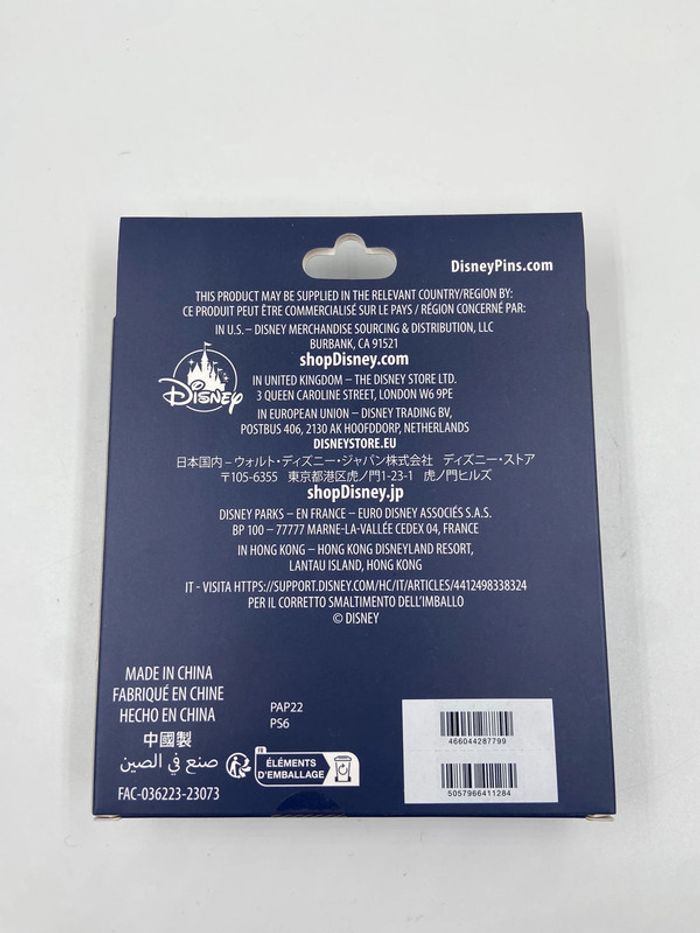 DisneyPins.com
THIS PRODUCT MAY BE SUPPLIED IN THE RELEVANT COUNTRY/REGION BY:
CE PRODUIT PEUT ÊTRE COMMERCIALISÉ SUR LE PAYS / RÉGION CONCERNÉ PAR:
IN U.S. – DISNEY MERCHANDISE SOURCING & DISTRIBUTION, LLC
BURBANK, CA 91521
shopDisney.com
Disney
IN UNITED KINGDOM – THE DISNEY STORE LTD.
3 QUEEN CAROLINE STREET, LONDON W6 9PE
IN EUROPEAN UNION – DISNEY TRADING BV,
POSTBUS 406, 2130 AK HOOFDDORP, NETHERLANDS
DISNEYSTORE.EU
日本国内 – ウォルト・ディズニー・ジャパン株式会社 ディズニー・ストア
〒105-6355 東京都港区虎ノ門1-23-1 虎ノ門ヒルズ
shopDisney.jp
DISNEY PARKS – EN FRANCE – EURO DISNEY ASSOCIÉS S.A.S.
BP 100 – 77777 MARNE-LA-VALLÉE CEDEX 04, FRANCE
IN HONG KONG – HONG KONG DISNEYLAND RESORT,
LANTAU ISLAND, HONG KONG
IT - VISITA HTTPS://SUPPORT.DISNEY.COM/HC/IT/ARTICLES/4412498338324
PER IL CORRETTO SMALTIMENTO DELL'IMBALLO
© DISNEY
MADE IN CHINA
FABRIQUÉ EN CHINE
HECHO EN CHINA
中國製
صنع في الصين
FAC-036223-23073
PAP22
PS6
FR
ÉLÉMENTS
D'EMBALLAGE
466044287799
5057966411284